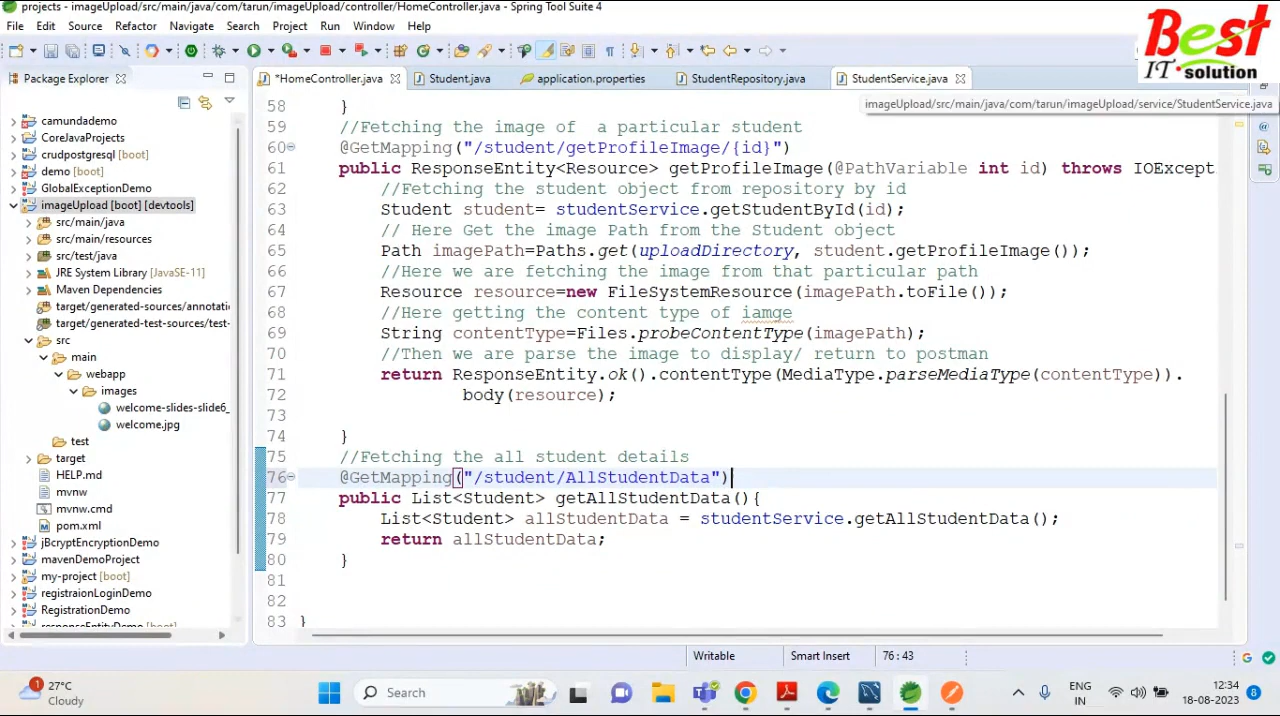 projects - imageUpload/src/main/java/com/tarun/imageUpload/controller/HomeController.java - Spring Tool Suite 4
File Edit Source Refactor Navigate Search Project Run Window Help
Best
IT solution
Package Explorer
*HomeController.java Student.java application.properties StudentRepository.java StudentService.java
imageUpload/src/main/java/com/tarun/imageUpload/service/StudentService.java
camundademo
CoreJavaProjects
crudpostgresql [boot]
demo [boot]
GlobalExceptionDemo
imageUpload [boot] [devtools]
src/main/java
src/main/resources
src/test/java
JRE System Library [JavaSE-11]
Maven Dependencies
target/generated-sources/annotati
target/generated-test-sources/test-
src
main
webapp
images
welcome-slides-slide6_
welcome.jpg
test
target
HELP.md
mvnw
mvnw.cmd
pom.xml
jBcryptEncryptionDemo
mavenDemoProject
my-project [boot]
registraionLoginDemo
RegistrationDemo
responseEntityDemo [boot]
58 }
59 //Fetching the image of a particular student
60 @GetMapping("/student/getProfileImage/{id}")
61 public ResponseEntity<Resource> getProfileImage(@PathVariable int id) throws IOExcept
62 //Fetching the student object from repository by id
63 Student student= studentService.getStudentById(id);
64 // Here Get the image Path from the Student object
65 Path imagePath=Paths.get(uploadDirectory, student.getProfileImage());
66 //Here we are fetching the image from that particular path
67 Resource resource=new FileSystemResource(imagePath.toFile());
68 //Here getting the content type of iamge
69 String contentType=Files.probeContentType(imagePath);
70 //Then we are parse the image to display/ return to postman
71 return ResponseEntity.ok().contentType(MediaType.parseMediaType(contentType)).
72 body(resource);
73
74 }
75 //Fetching the all student details
76 @GetMapping("/student/AllStudentData")
77 public List<Student> getAllStudentData(){
78 List<Student> allStudentData = studentService.getAllStudentData();
79 return allStudentData;
80 }
81
82
83 }
Writable Smart Insert 76 : 43
1 27°C
Cloudy
Search
ENG
IN
12:34
18-08-2023
8